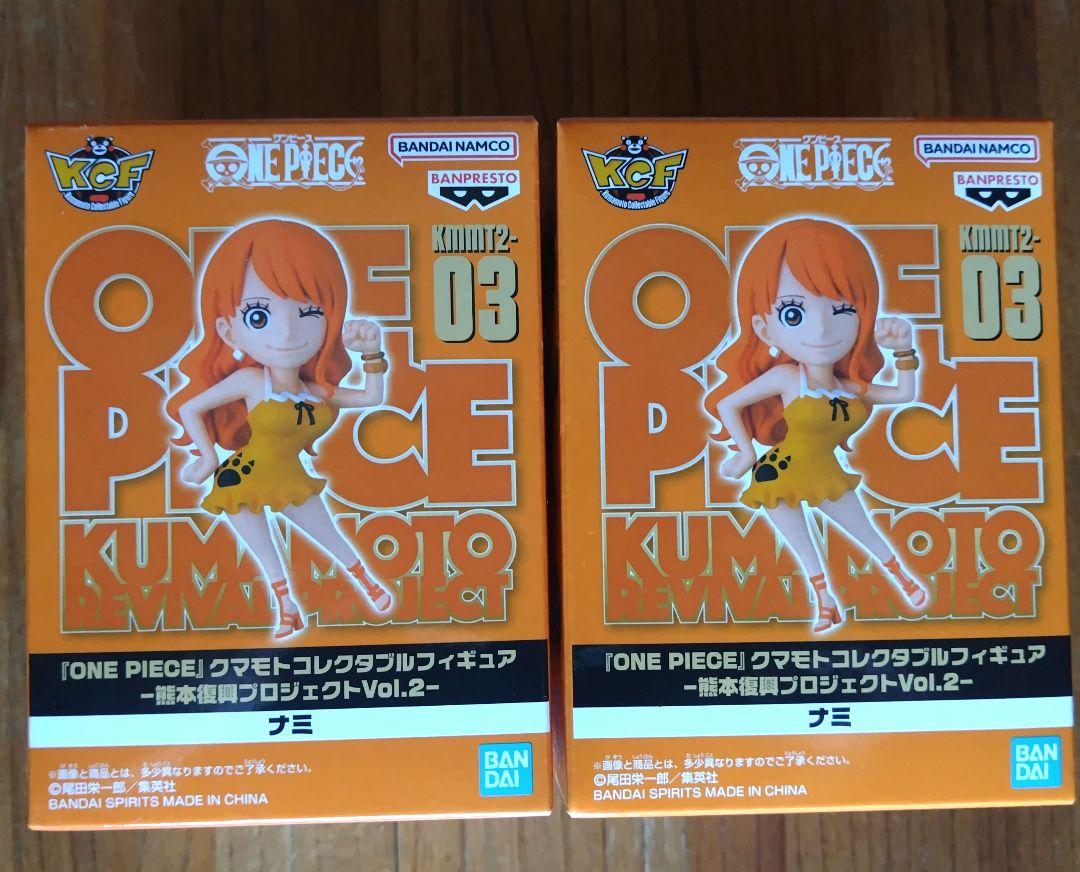 KCF
Kumamoto Collectable Figure
ワンピース
ONE PIECE
BANDAI NAMCO
BANPRESTO
KMMT2-
03
ONE
PIECE
KUMAMOTO
REVIVAL PROJECT
『ONE PIECE』クマモトコレクタブルフィギュア
-熊本復興プロジェクトVol.2-
ナミ
※画像と商品とは、多少異なりますのでご了承ください。
©尾田栄一郎/集英社
BANDAI SPIRITS MADE IN CHINA
BAN
DAI
KCF
Kumamoto Collectable Figure
ワンピース
ONE PIECE
BANDAI NAMCO
BANPRESTO
KMMT2-
03
ONE
PIECE
KUMAMOTO
REVIVAL PROJECT
『ONE PIECE』クマモトコレクタブルフィギュア
-熊本復興プロジェクトVol.2-
ナミ
※画像と商品とは、多少異なりますのでご了承ください。
©尾田栄一郎/集英社
BANDAI SPIRITS MADE IN CHINA
BAN
DAI